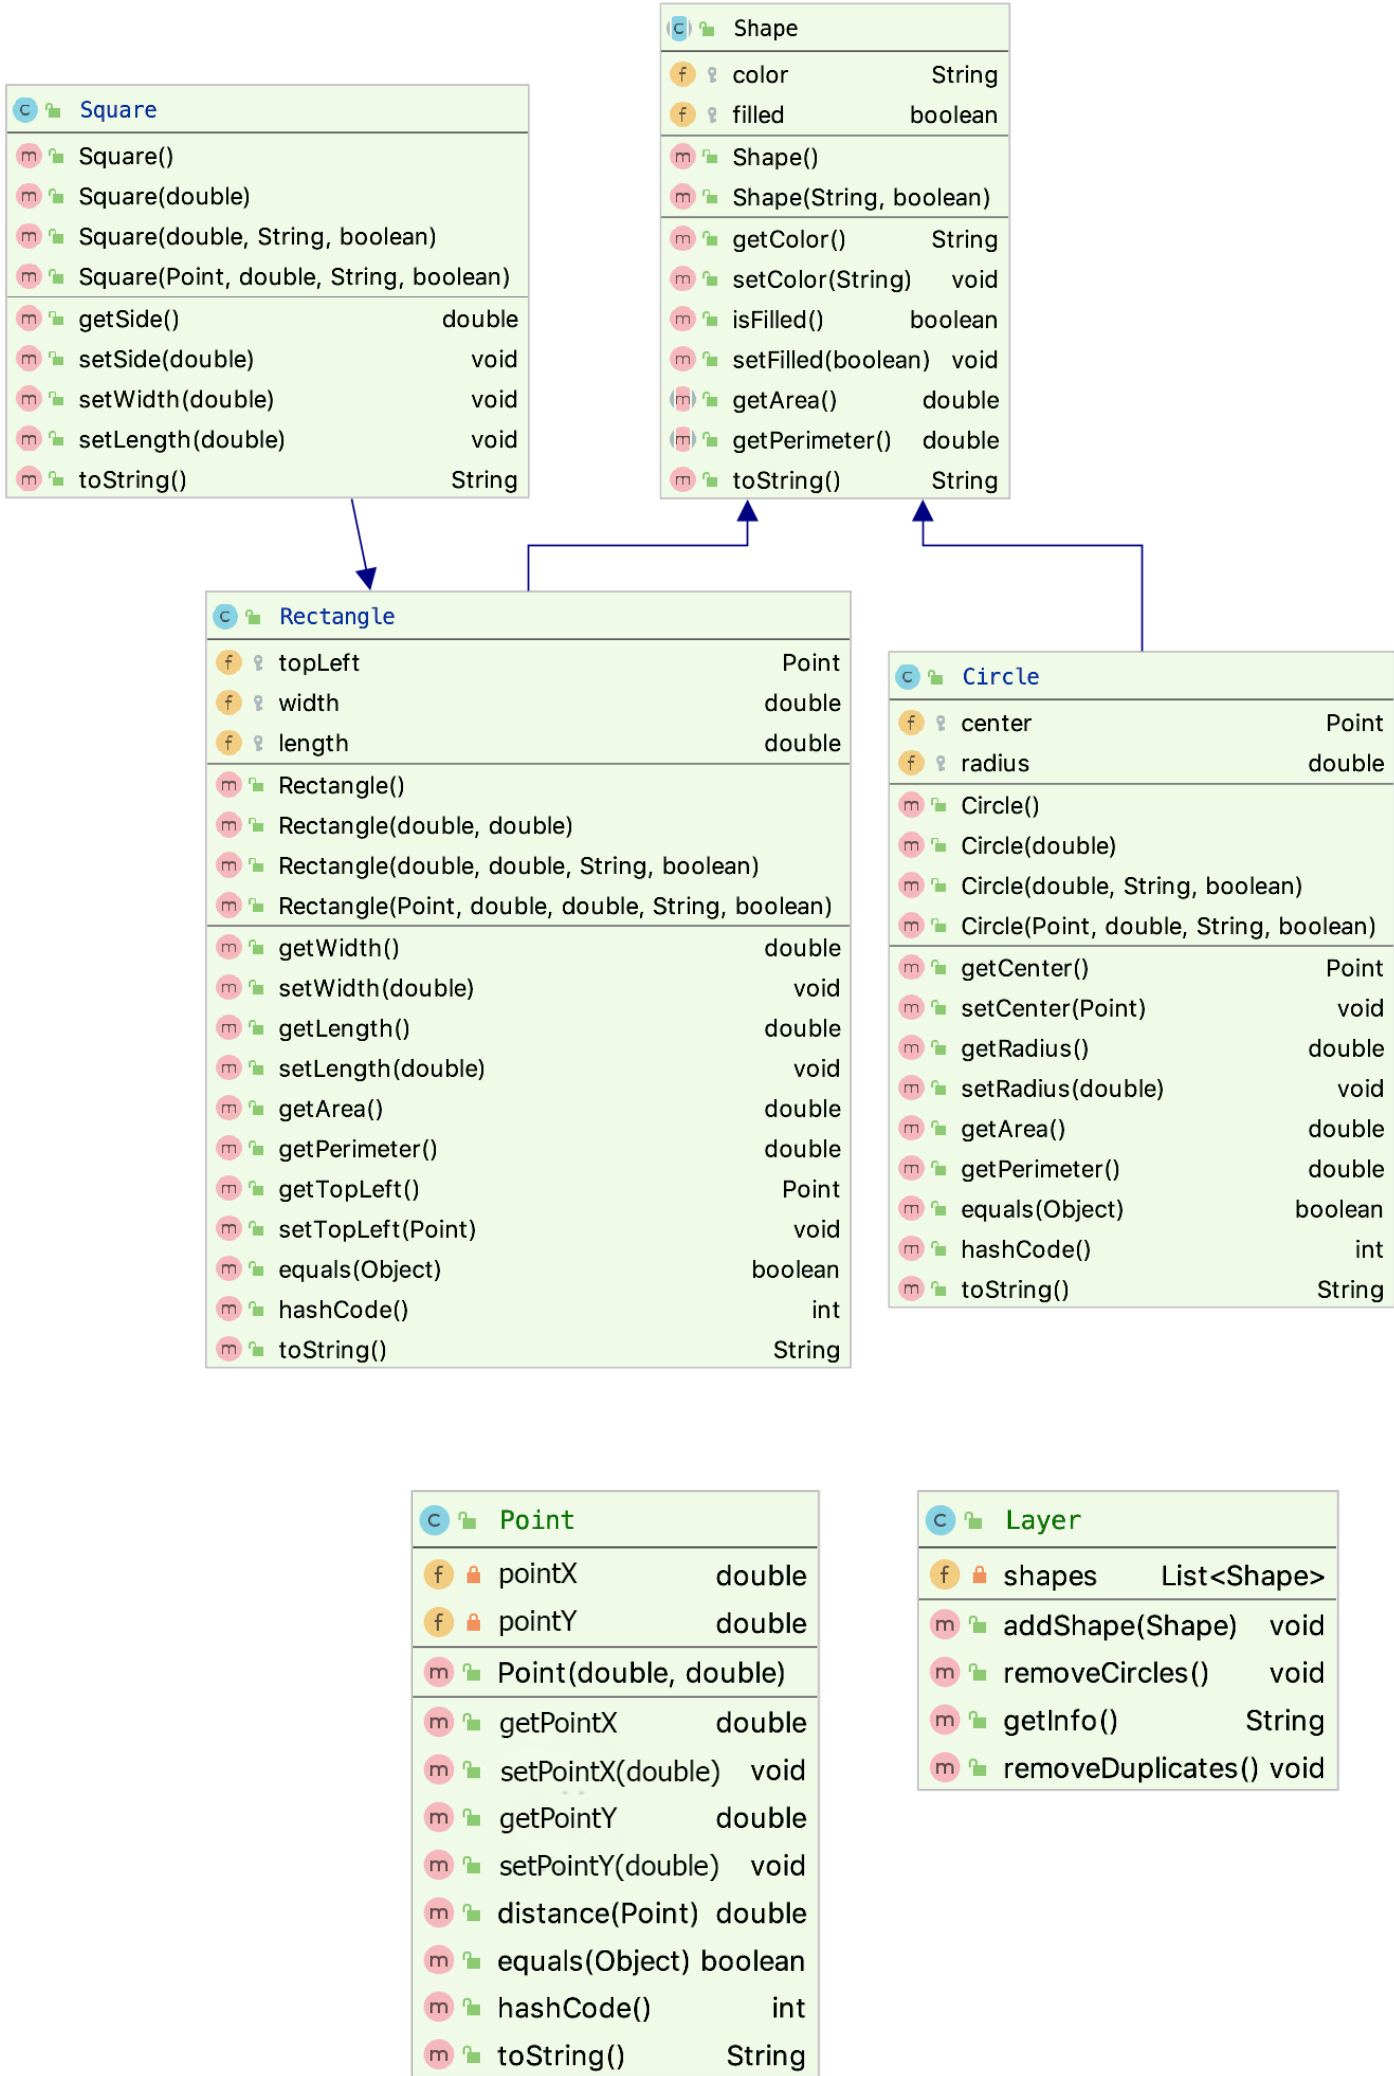 Shape
color String
filled boolean
Shape()
Shape(String, boolean)
getColor() String
setColor(String) void
isFilled() boolean
setFilled(boolean) void
getArea() double
getPerimeter() double
toString() String
Square
Square()
Square(double)
Square(double, String, boolean)
Square(Point, double, String, boolean)
getSide() double
setSide(double) void
setWidth(double) void
setLength(double) void
toString() String
Rectangle
topLeft Point
width double
length double
Rectangle()
Rectangle(double, double)
Rectangle(double, double, String, boolean)
Rectangle(Point, double, double, String, boolean)
getWidth() double
setWidth(double) void
getLength() double
setLength(double) void
getArea() double
getPerimeter() double
getTopLeft() Point
setTopLeft(Point) void
equals(Object) boolean
hashCode() int
toString() String
Circle
center Point
radius double
Circle()
Circle(double)
Circle(double, String, boolean)
Circle(Point, double, String, boolean)
getCenter() Point
setCenter(Point) void
getRadius() double
setRadius(double) void
getArea() double
getPerimeter() double
equals(Object) boolean
hashCode() int
toString() String
Point
pointX double
pointY double
Point(double, double)
getPointX double
setPointX(double) void
getPointY double
setPointY(double) void
distance(Point) double
equals(Object) boolean
hashCode() int
toString() String
Layer
shapes List<Shape>
addShape(Shape) void
removeCircles() void
getInfo() String
removeDuplicates() void